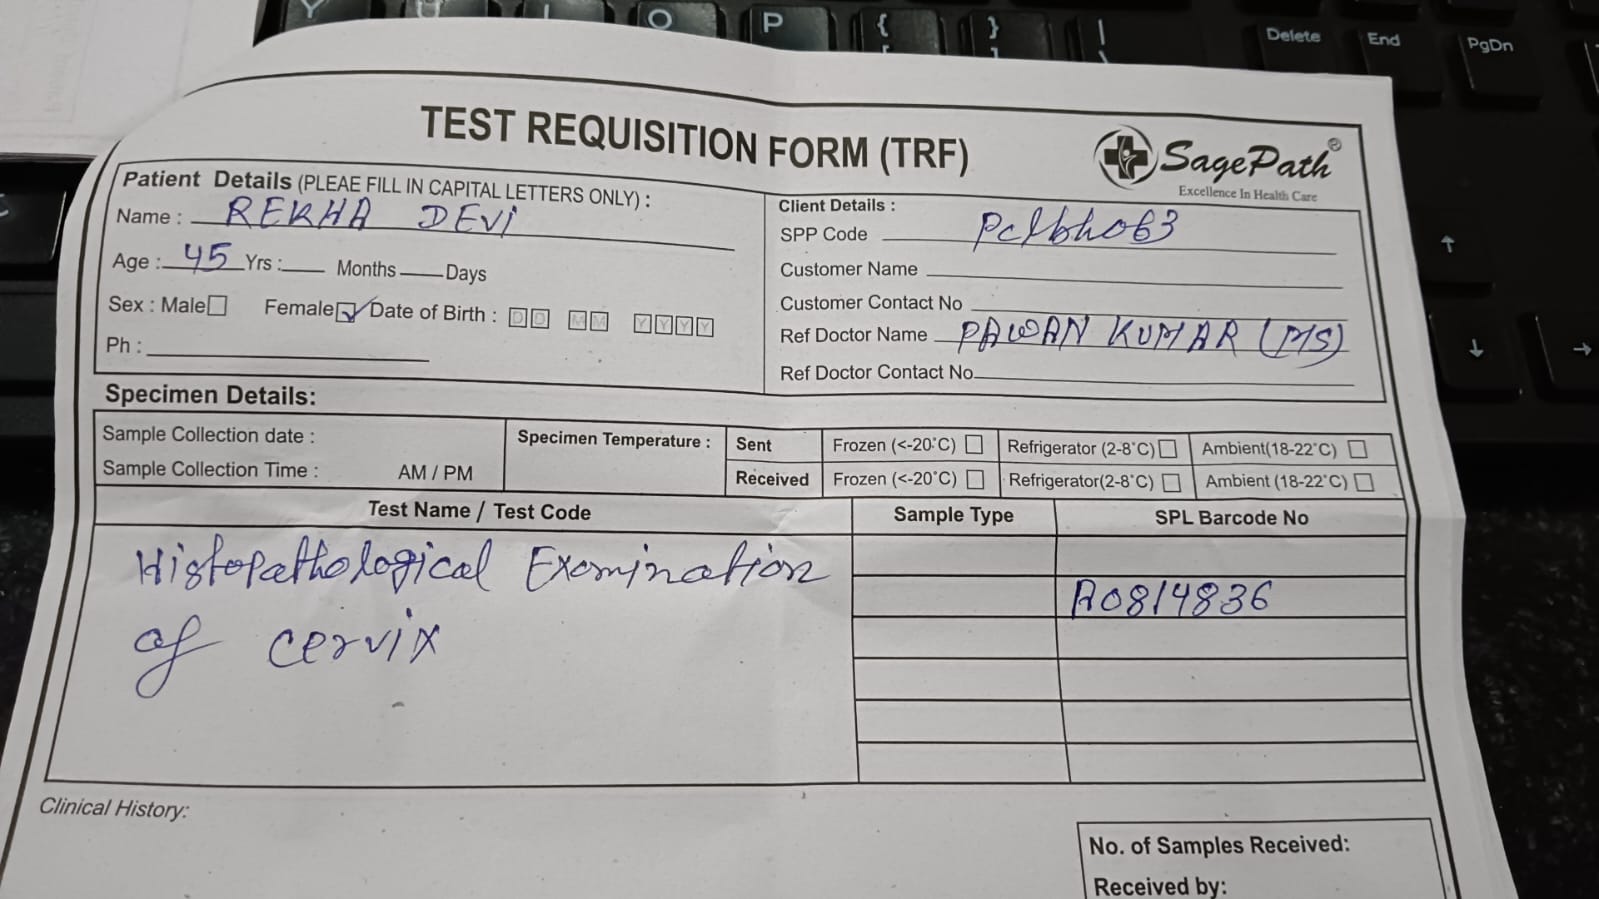 Y U I O P { } | Delete End PgDn
TEST REQUISITION FORM (TRF)
SagePath®
Excellence In Health Care
Patient Details (PLEAE FILL IN CAPITAL LETTERS ONLY) :
Name : REKHA DEVi
Age : 45 Yrs : Months Days
Sex : Male Female Date of Birth : DD MM YYYY
Ph :
Client Details :
SPP Code Pclbh063
Customer Name
Customer Contact No
Ref Doctor Name PAWAN KUMAR (MS)
Ref Doctor Contact No
Specimen Details:
Sample Collection date :
Sample Collection Time : AM / PM
Specimen Temperature :
Sent Frozen (<-20°C) Refrigerator (2-8°C) Ambient(18-22°C)
Received Frozen (<-20°C) Refrigerator(2-8°C) Ambient (18-22°C)
Test Name / Test Code Sample Type SPL Barcode No
Histopathological Examination
of cervix
A0814836
Clinical History:
No. of Samples Received:
Received by: